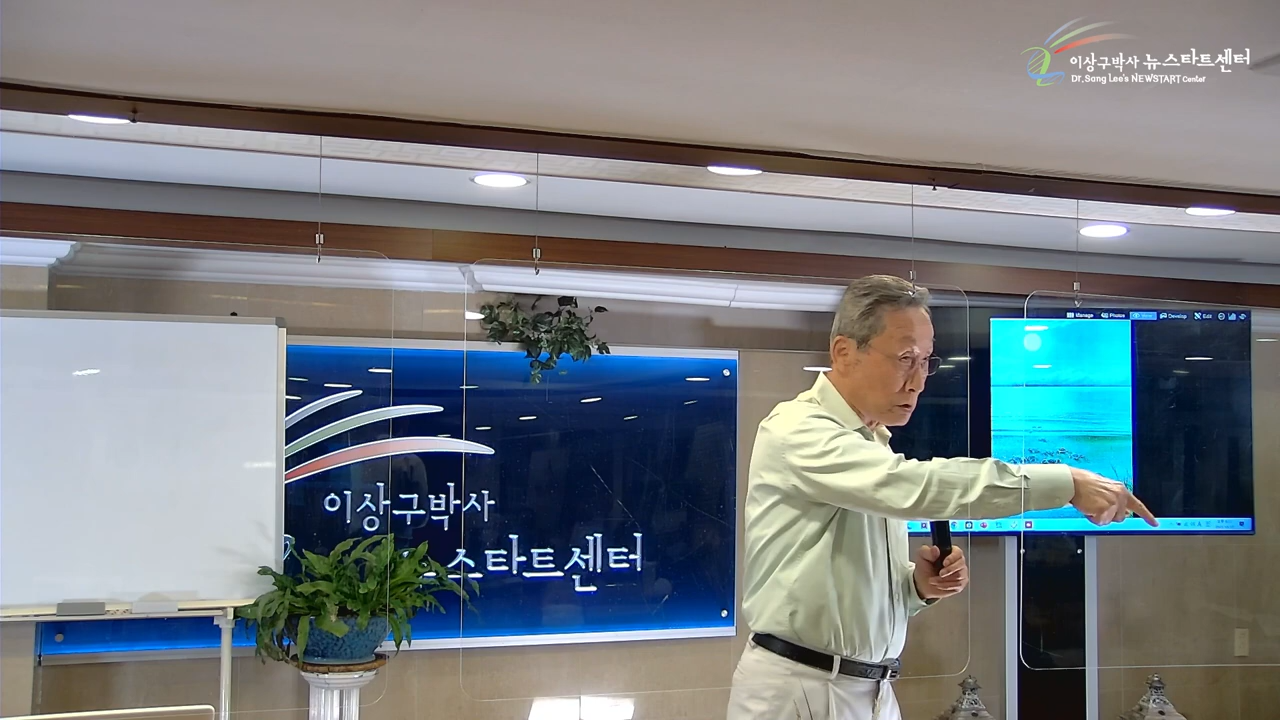 이상구박사 뉴스타트센터
Dr. Sang Lee's NEWSTART Center
Manage Photos View Develop Edit
이상구박사
스타트센터